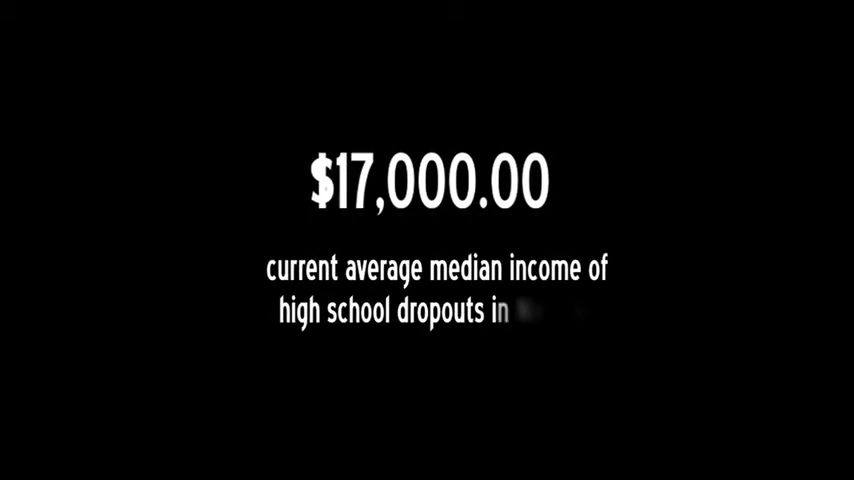 $17,000.00
current average median income of
high school dropouts in